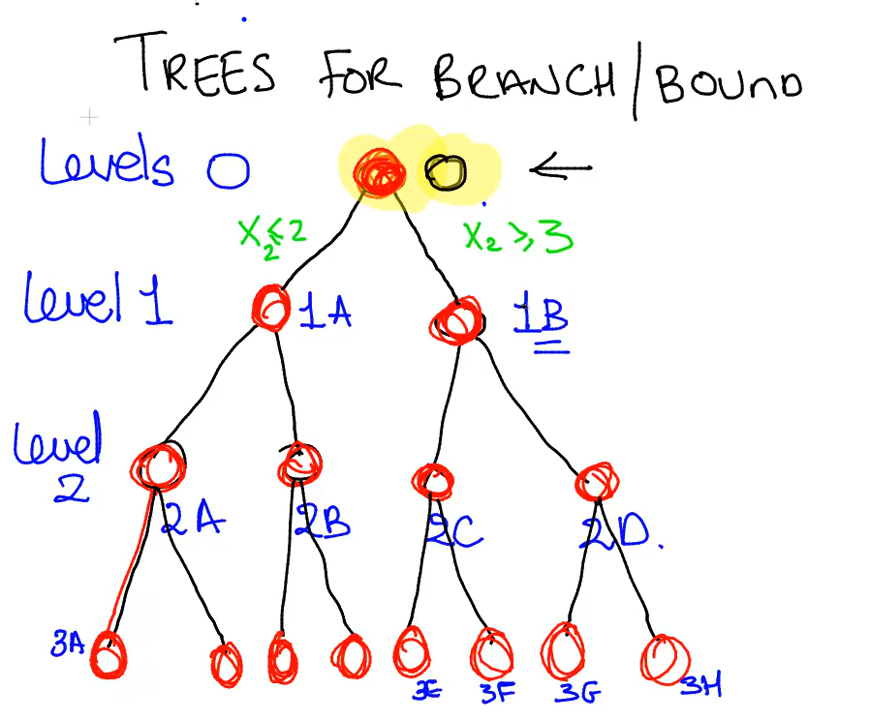 TREES FOR BRANCH/BOUND
Levels 0 0 ←
X₂≤2 X₂≥3
Level 1 1A 1B
Level
2
2A 2B 2C 2D.
3A
3E 3F 3G 3H